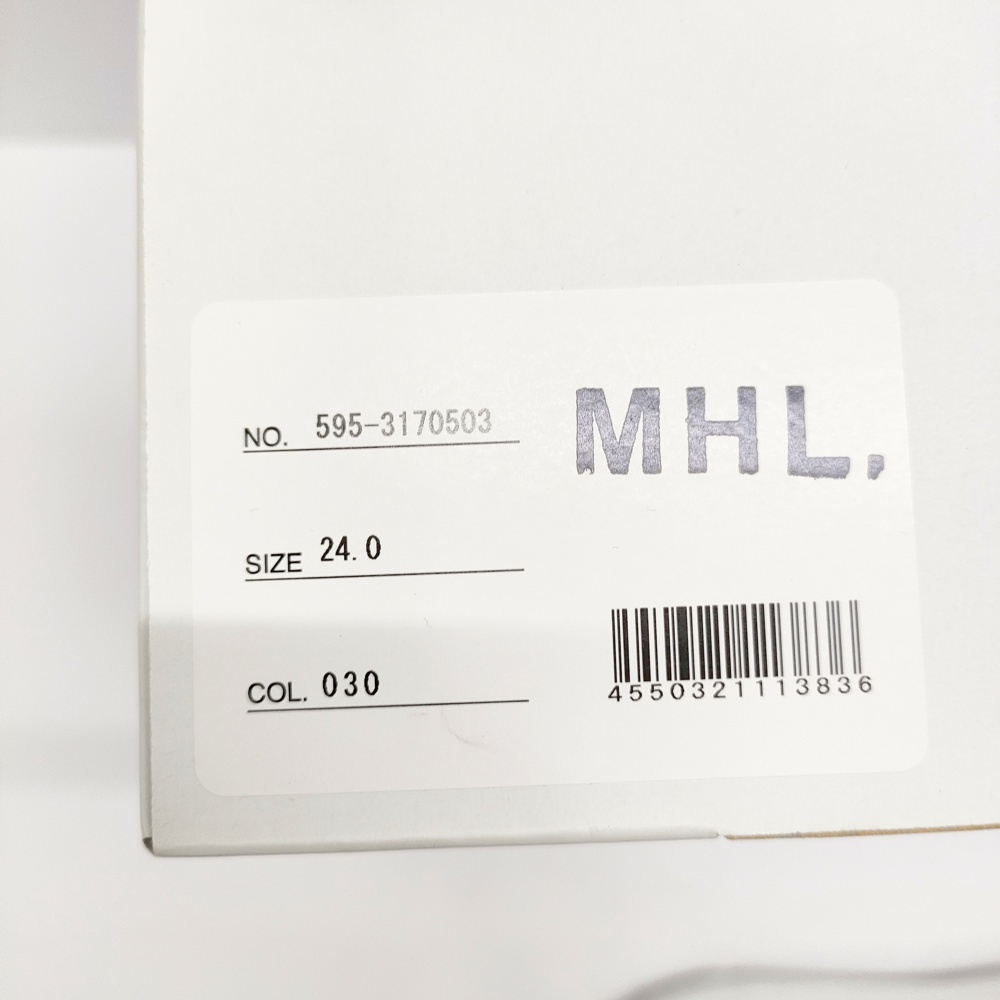 NO. 595-3170503
MHL.
SIZE 24.0
COL. 030
4550321113836